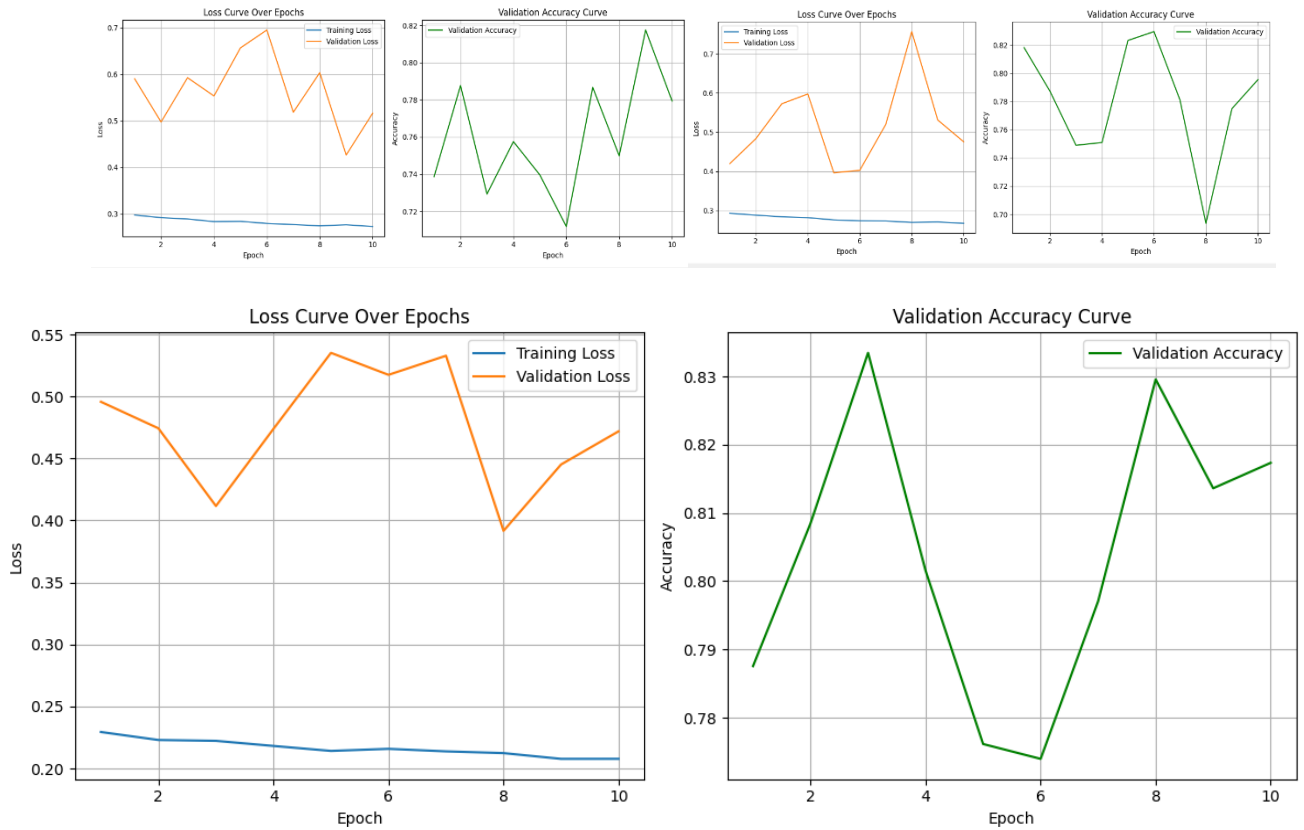 Loss Curve Over Epochs
Training Loss
Validation Loss
0.7
0.6
0.5
0.4
0.3
Loss
2 4 6 8 10
Epoch
Validation Accuracy Curve
Validation Accuracy
0.82
0.80
0.78
0.76
0.74
0.72
Accuracy
2 4 6 8 10
Epoch
Loss Curve Over Epochs
Training Loss
Validation Loss
0.7
0.6
0.5
0.4
0.3
Loss
2 4 6 8 10
Epoch
Validation Accuracy Curve
Validation Accuracy
0.82
0.80
0.78
0.76
0.74
0.72
0.70
Accuracy
2 4 6 8 10
Epoch
Loss Curve Over Epochs
Training Loss
Validation Loss
0.55
0.50
0.45
0.40
0.35
0.30
0.25
0.20
Loss
2 4 6 8 10
Epoch
Validation Accuracy Curve
Validation Accuracy
0.83
0.82
0.81
0.80
0.79
0.78
Accuracy
2 4 6 8 10
Epoch